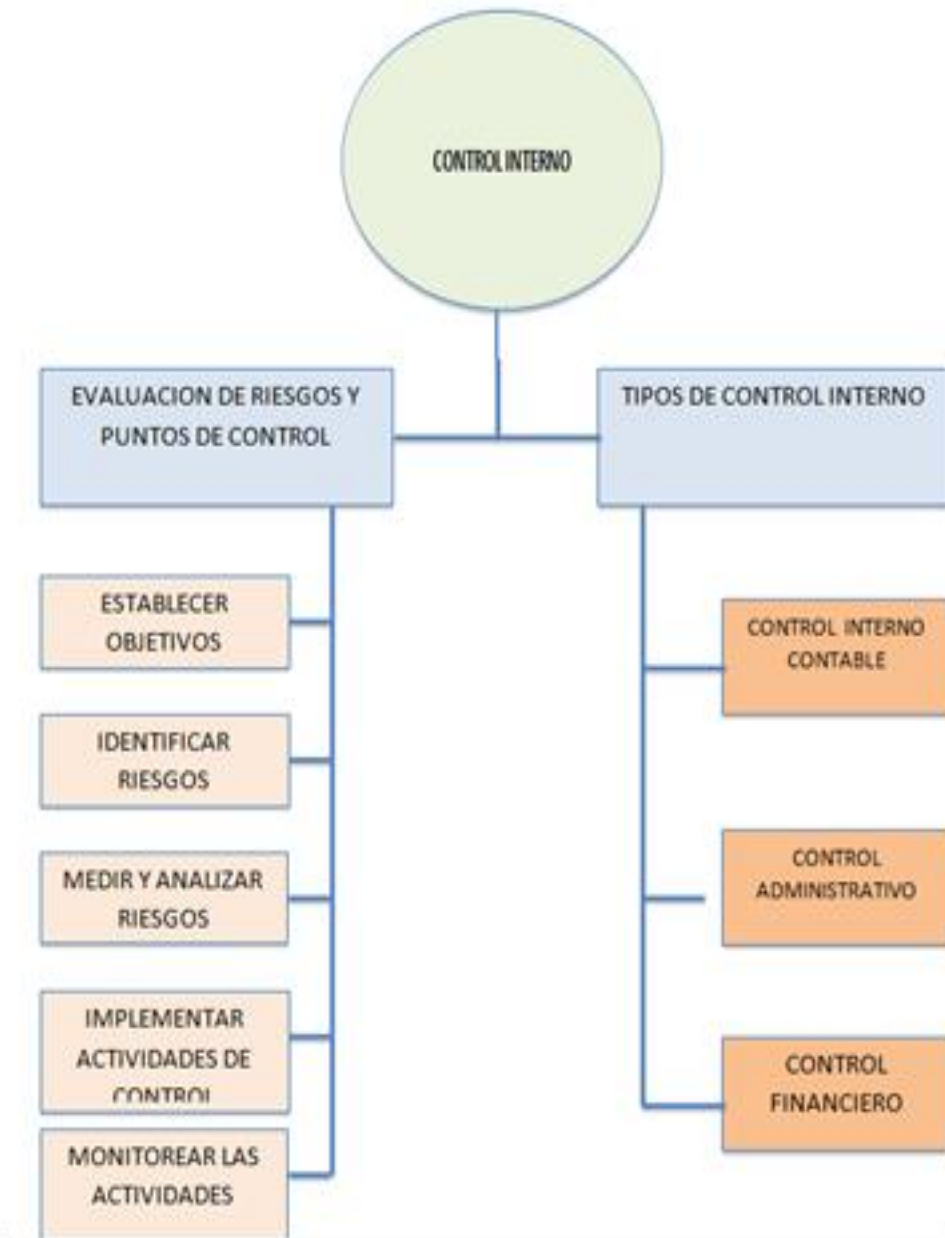 CONTROL INTERNO
EVALUACION DE RIESGOS Y
PUNTOS DE CONTROL
TIPOS DE CONTROL INTERNO
ESTABLECER
OBJETIVOS
IDENTIFICAR
RIESGOS
MEDIR Y ANALIZAR
RIESGOS
IMPLEMENTAR
ACTIVIDADES DE
CONTROL
MONITOREAR LAS
ACTIVIDADES
CONTROL INTERNO
CONTABLE
CONTROL
ADMINISTRATIVO
CONTROL
FINANCIERO